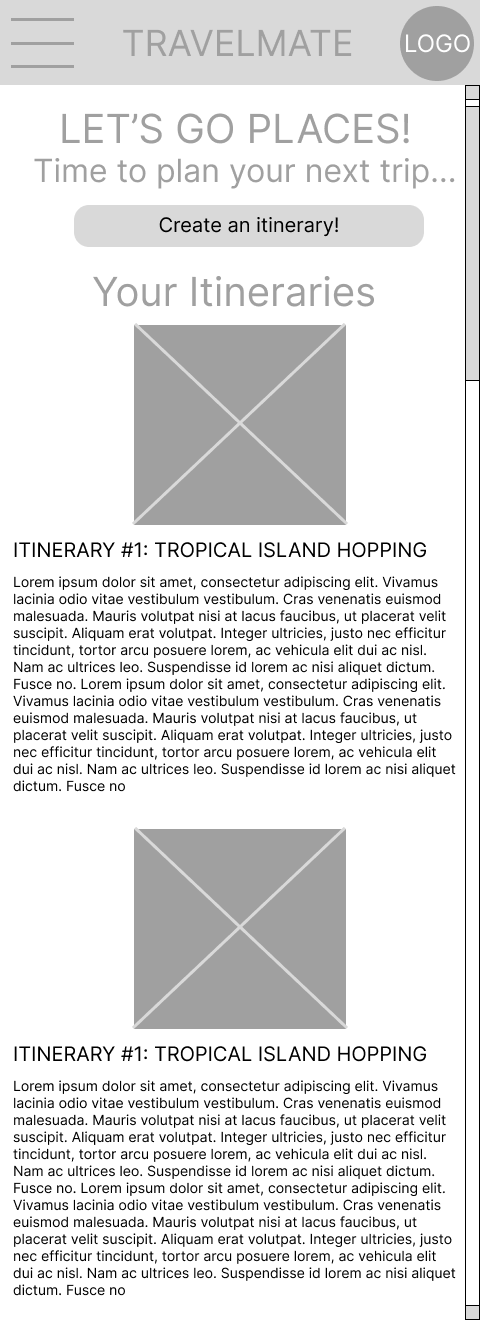 TRAVELMATE
LOGO
LET’S GO PLACES!
Time to plan your next trip...
Create an itinerary!
Your Itineraries
ITINERARY #1: TROPICAL ISLAND HOPPING
Lorem ipsum dolor sit amet, consectetur adipiscing elit. Vivamus
lacinia odio vitae vestibulum vestibulum. Cras venenatis euismod
malesuada. Mauris volutpat nisi at lacus faucibus, ut placerat velit
suscipit. Aliquam erat volutpat. Integer ultricies, justo nec efficitur
tincidunt, tortor arcu posuere lorem, ac vehicula elit dui ac nisl.
Nam ac ultrices leo. Suspendisse id lorem ac nisi aliquet dictum.
Fusce no. Lorem ipsum dolor sit amet, consectetur adipiscing elit.
Vivamus lacinia odio vitae vestibulum vestibulum. Cras venenatis
euismod malesuada. Mauris volutpat nisi at lacus faucibus, ut
placerat velit suscipit. Aliquam erat volutpat. Integer ultricies, justo
nec efficitur tincidunt, tortor arcu posuere lorem, ac vehicula elit
dui ac nisl. Nam ac ultrices leo. Suspendisse id lorem ac nisi aliquet
dictum. Fusce no
ITINERARY #1: TROPICAL ISLAND HOPPING
Lorem ipsum dolor sit amet, consectetur adipiscing elit. Vivamus
lacinia odio vitae vestibulum vestibulum. Cras venenatis euismod
malesuada. Mauris volutpat nisi at lacus faucibus, ut placerat velit
suscipit. Aliquam erat volutpat. Integer ultricies, justo nec efficitur
tincidunt, tortor arcu posuere lorem, ac vehicula elit dui ac nisl.
Nam ac ultrices leo. Suspendisse id lorem ac nisi aliquet dictum.
Fusce no. Lorem ipsum dolor sit amet, consectetur adipiscing elit.
Vivamus lacinia odio vitae vestibulum vestibulum. Cras venenatis
euismod malesuada. Mauris volutpat nisi at lacus faucibus, ut
placerat velit suscipit. Aliquam erat volutpat. Integer ultricies, justo
nec efficitur tincidunt, tortor arcu posuere lorem, ac vehicula elit
dui ac nisl. Nam ac ultrices leo. Suspendisse id lorem ac nisi aliquet
dictum. Fusce no